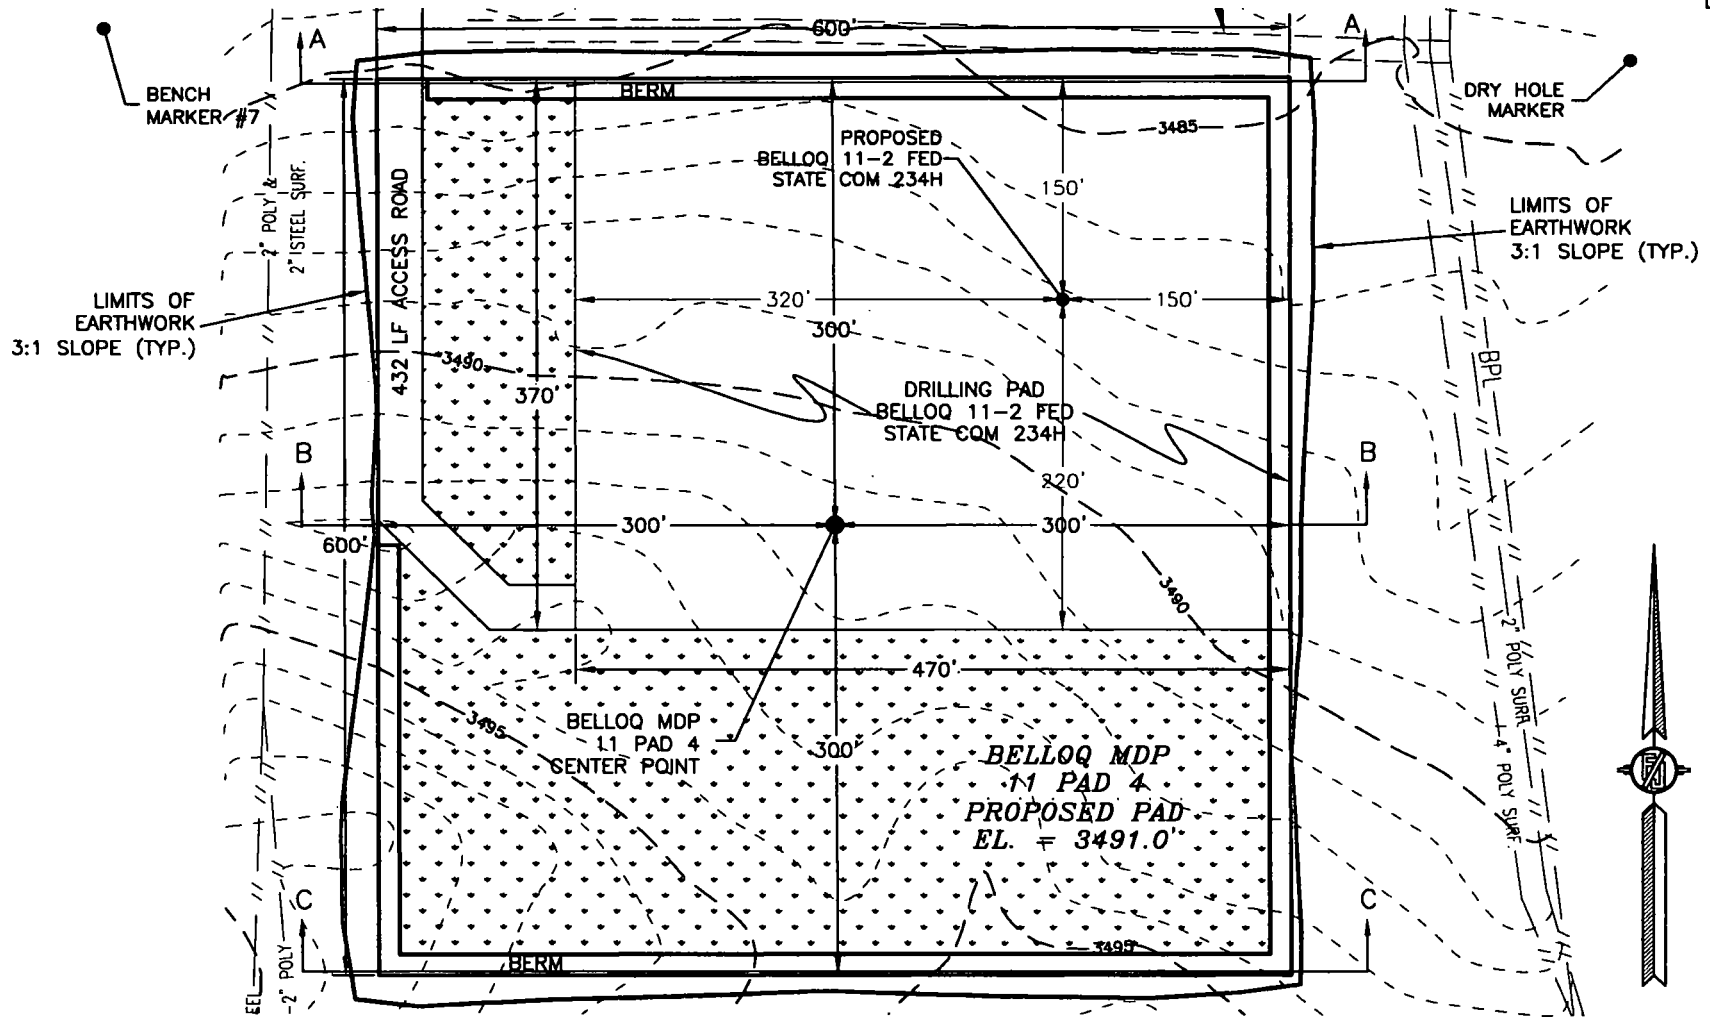 600'
A
A
BENCH
MARKER #7
DRY HOLE
MARKER
BERM
3485
PROPOSED
BELLOQ 11-2 FED
STATE COM 234H
150'
2" POLY &
2" STEEL SURF.
432 LF ACCESS ROAD
LIMITS OF
EARTHWORK
3:1 SLOPE (TYP.)
LIMITS OF
EARTHWORK
3:1 SLOPE (TYP.)
320'
150'
300'
3490
370'
DRILLING PAD
BELLOQ 11-2 FED
STATE COM 234H
BPL
B
B
220'
300'
300'
600'
3490
2" POLY SURF.
4" POLY SURF.
470'
3495
BELLOQ MDP
11 PAD 4
CENTER POINT
300'
BELLOQ MDP
11 PAD 4
PROPOSED PAD
EL. = 3491.0'
C
C
3495
BERM
2" POLY